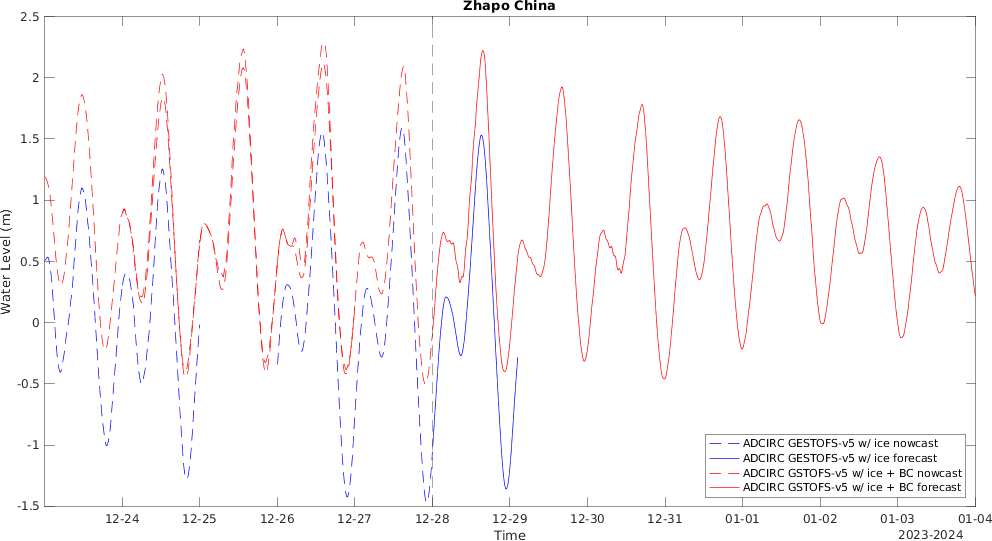 Zhapo China
2.5
2
1.5
1
0.5
0
-0.5
-1
-1.5
Water Level (m)
12-24 12-25 12-26 12-27 12-28 12-29 12-30 12-31 01-01 01-02 01-03 01-04
Time
2023-2024
ADCIRC GESTOFS-v5 w/ ice nowcast
ADCIRC GESTOFS-v5 w/ ice forecast
ADCIRC GSTOFS-v5 w/ ice + BC nowcast
ADCIRC GSTOFS-v5 w/ ice + BC forecast